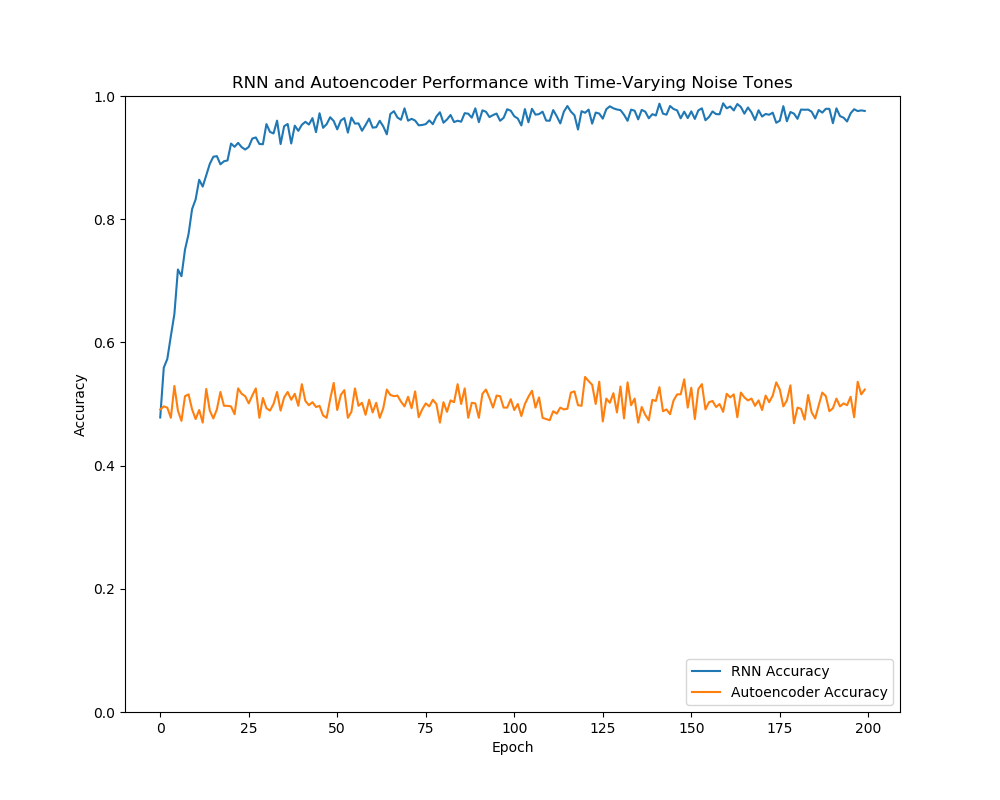 RNN and Autoencoder Performance with Time-Varying Noise Tones
1.0
0.8
0.6
0.4
0.2
0.0
Accuracy
0 25 50 75 100 125 150 175 200
Epoch
RNN Accuracy
Autoencoder Accuracy